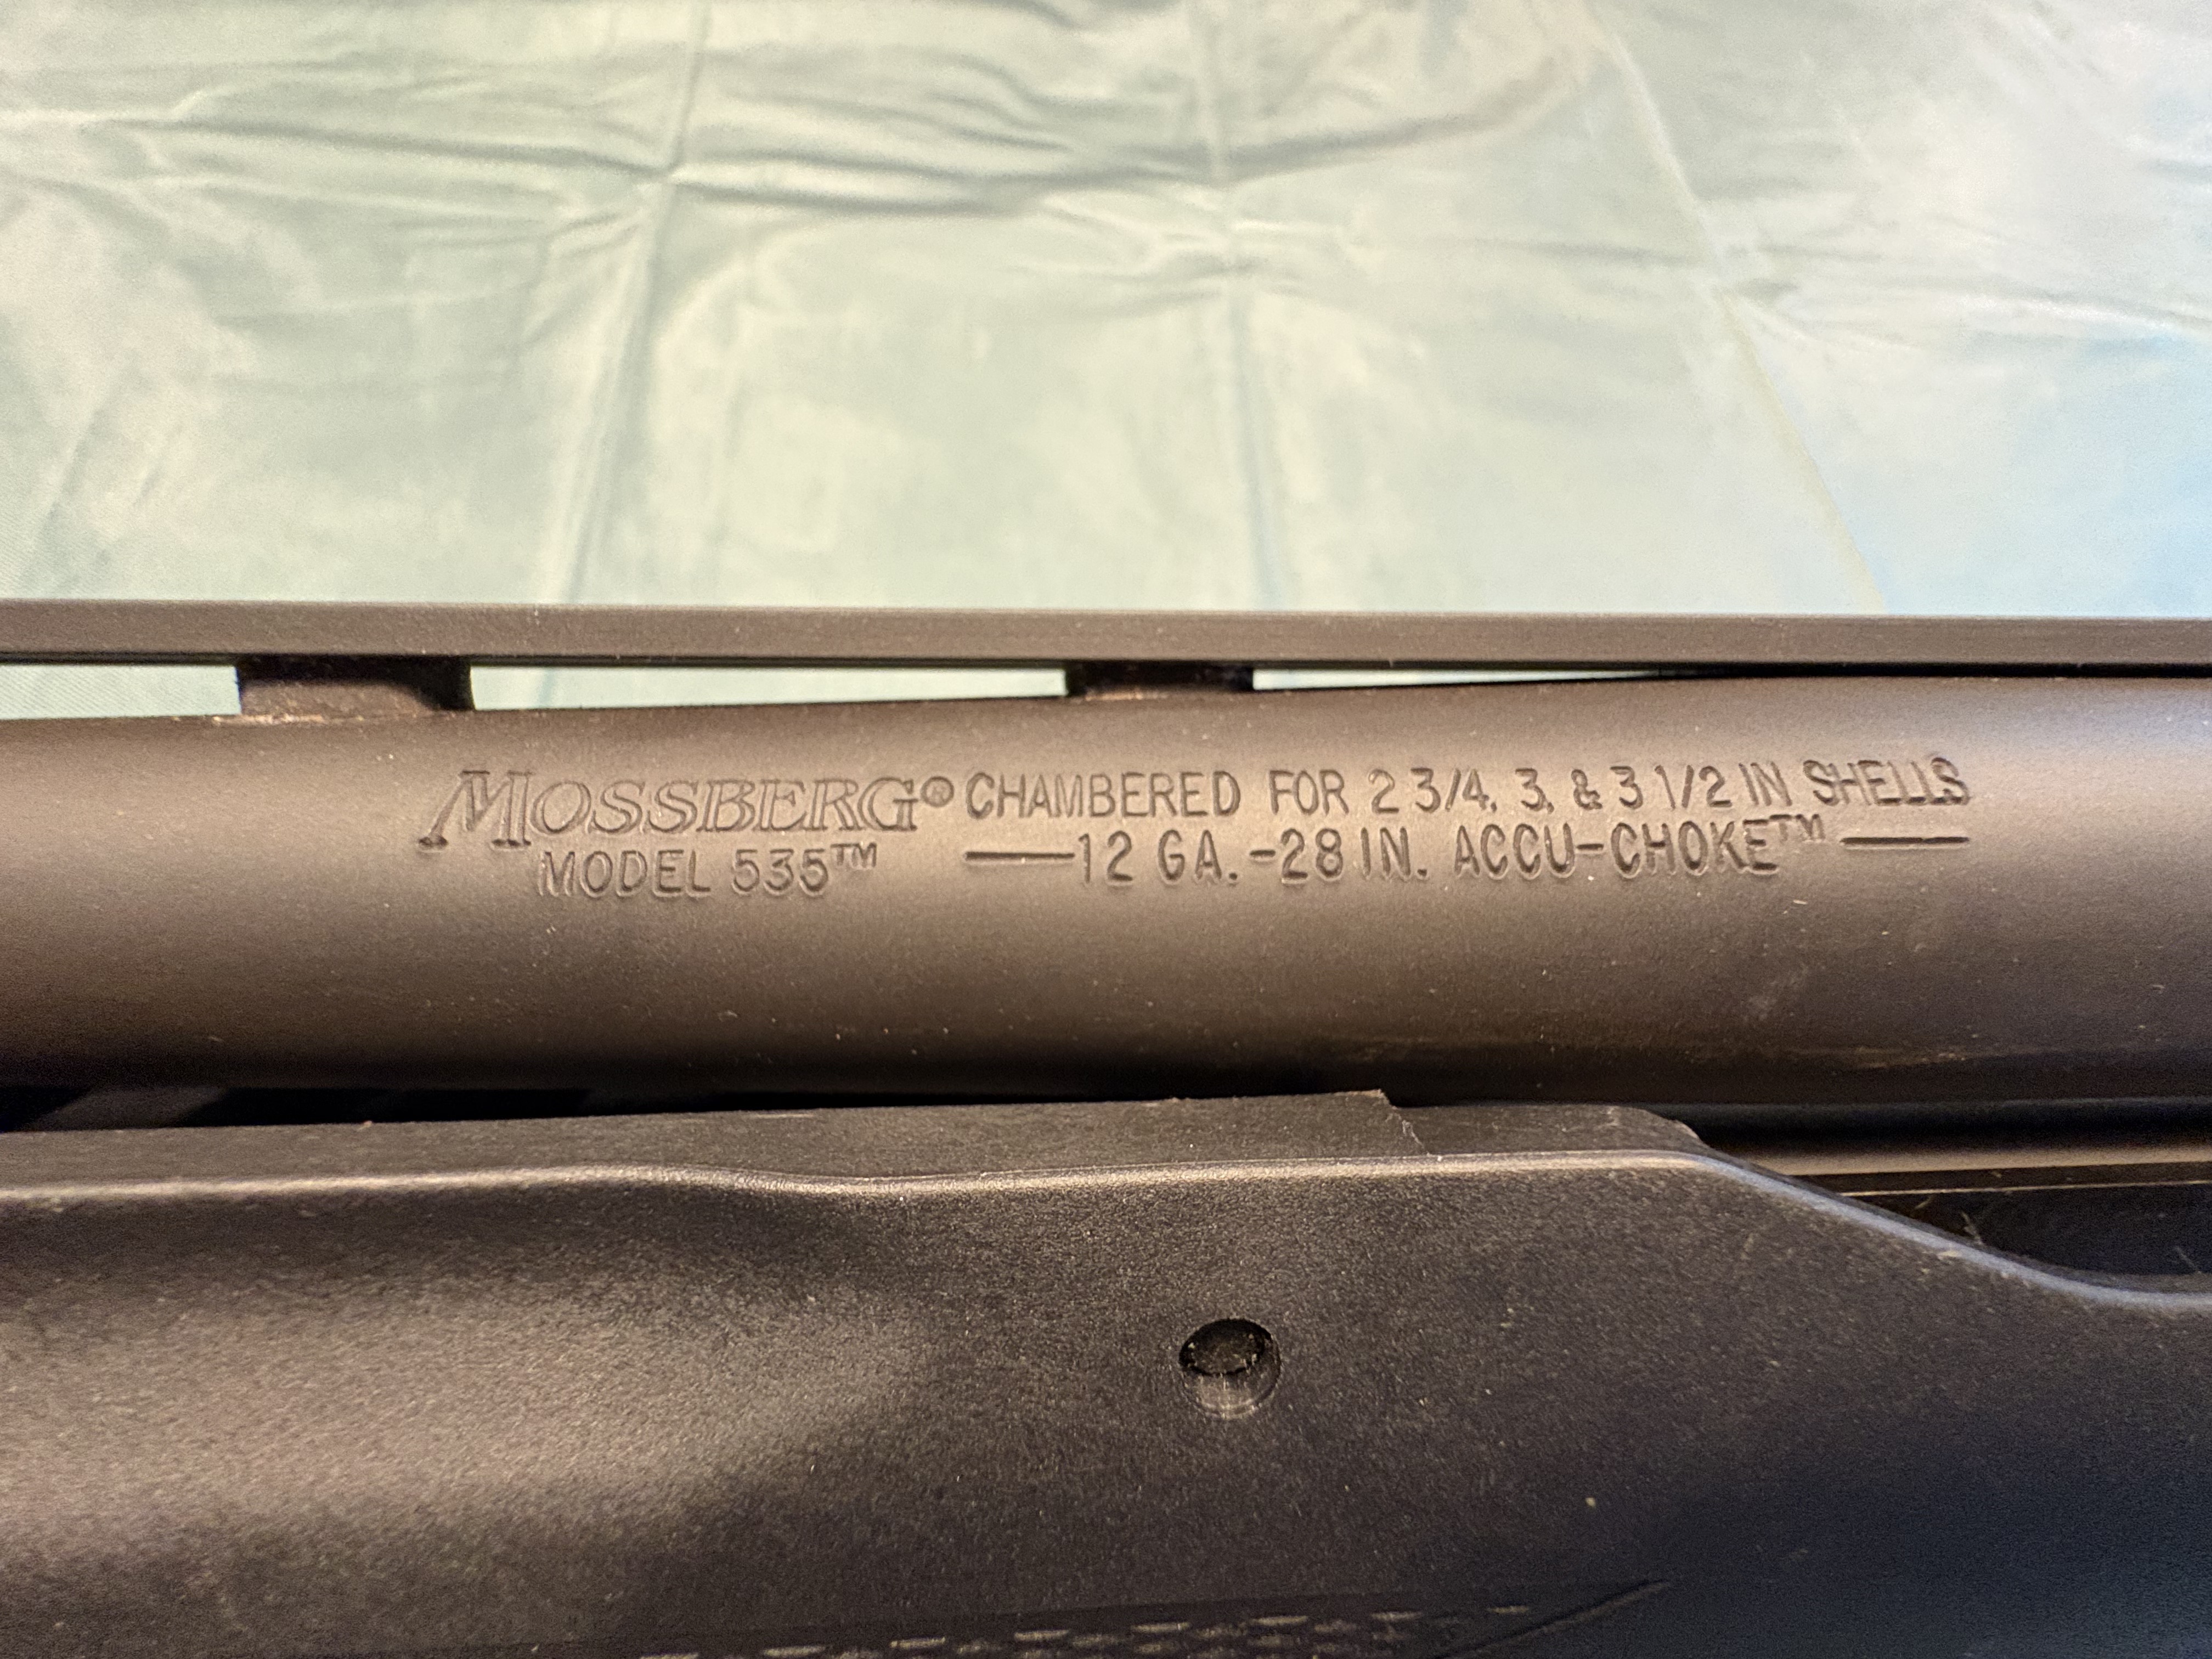 MOSSBERG® CHAMBERED FOR 2 3/4, 3, & 3 1/2 IN SHELLS
MODEL 535™ —12 GA.-28 IN. ACCU-CHOKE™—